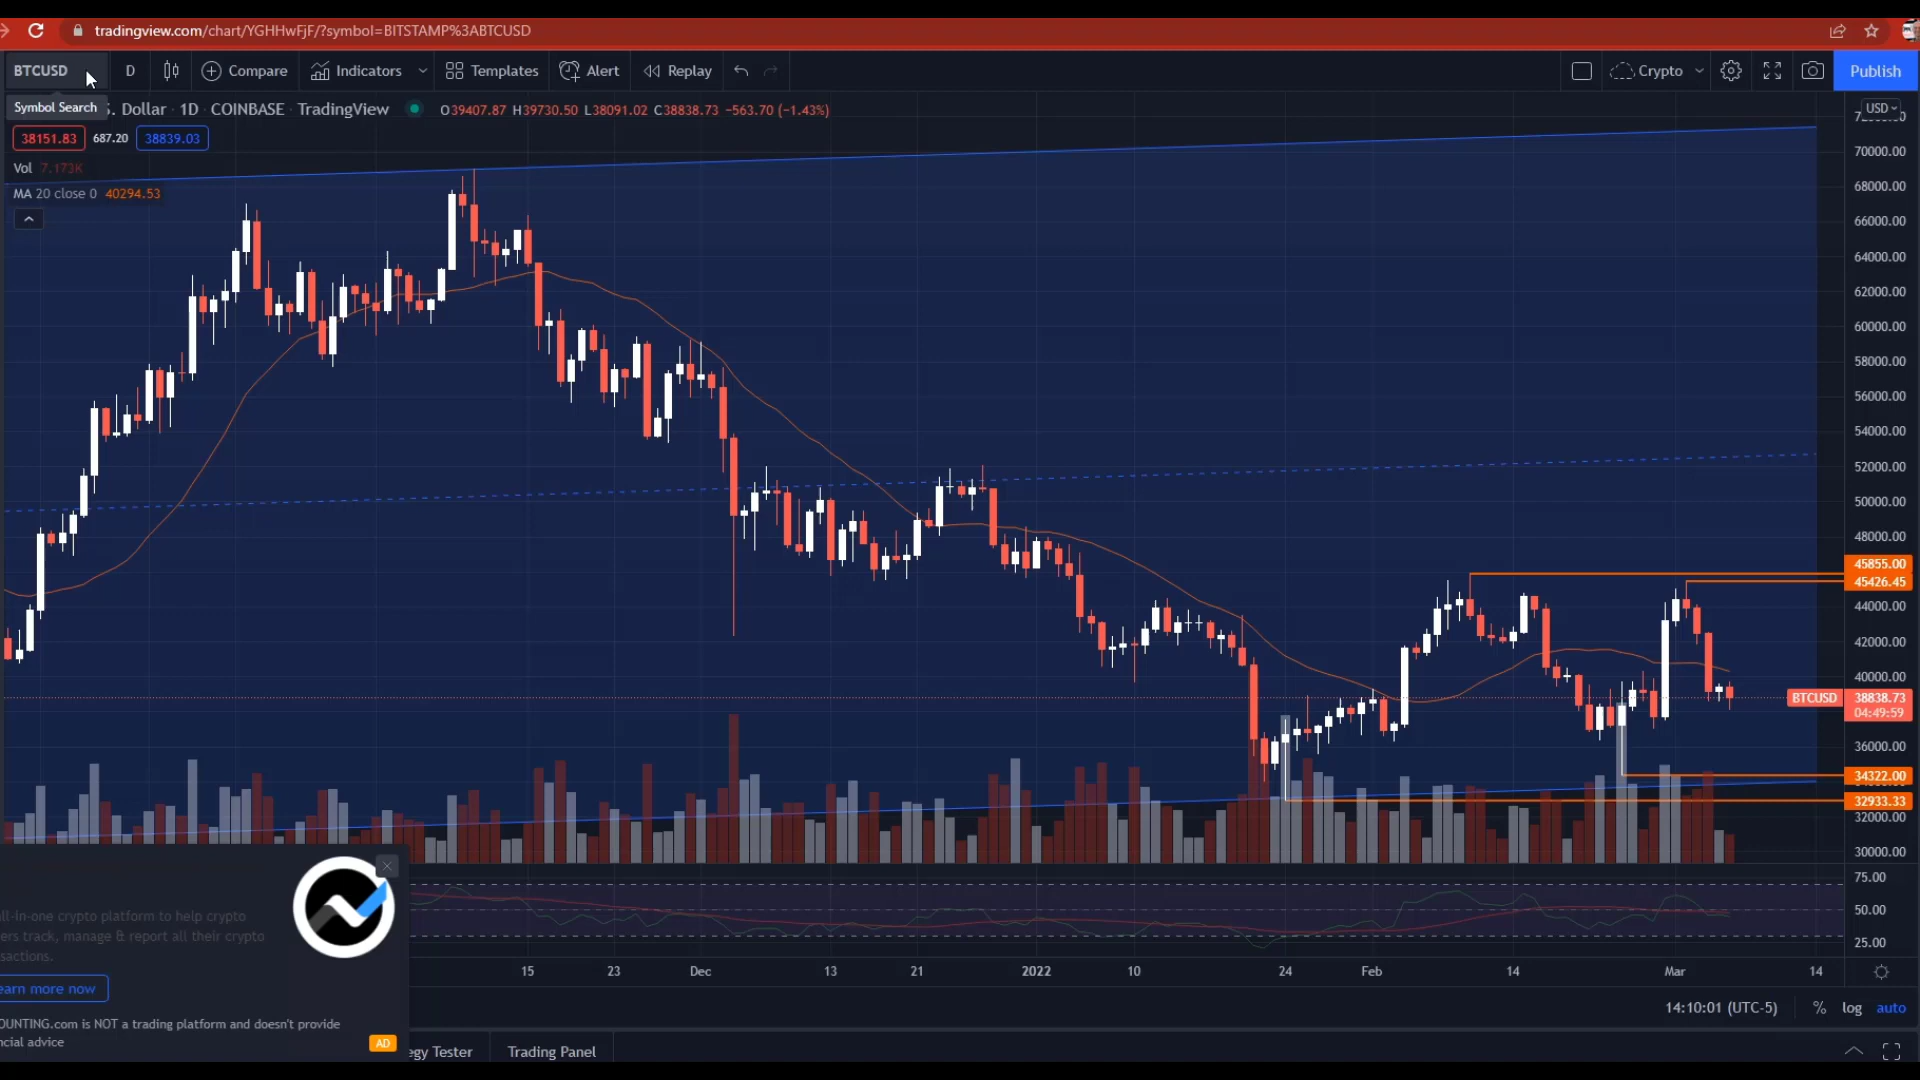 tradingview.com/chart/YGHHwFjF/?symbol=BITSTAMP%3ABTCUSD
BTCUSD D Compare Indicators Templates Alert Replay Crypto Publish
Symbol Search
S. Dollar · 1D · COINBASE · TradingView O39407.87 H39730.50 L38091.02 C38838.73 −563.70 (−1.43%)
USD
38151.83 687.20 38839.03
Vol 7.173K
MA 20 close 0 40294.53
70000.00
68000.00
66000.00
64000.00
62000.00
60000.00
58000.00
56000.00
54000.00
52000.00
50000.00
48000.00
45855.00
45426.45
44000.00
42000.00
40000.00
BTCUSD 38838.73
04:49:59
36000.00
34322.00
32933.33
32000.00
30000.00
75.00
50.00
25.00
15 23 Dec 13 21 2022 10 24 Feb 14 Mar 14
ll-in-one crypto platform to help crypto
ers track, manage & report all their crypto
sactions.
earn more now
OUNTING.com is NOT a trading platform and doesn't provide
ncial advice
AD
14:10:01 (UTC-5) % log auto
egy Tester Trading Panel